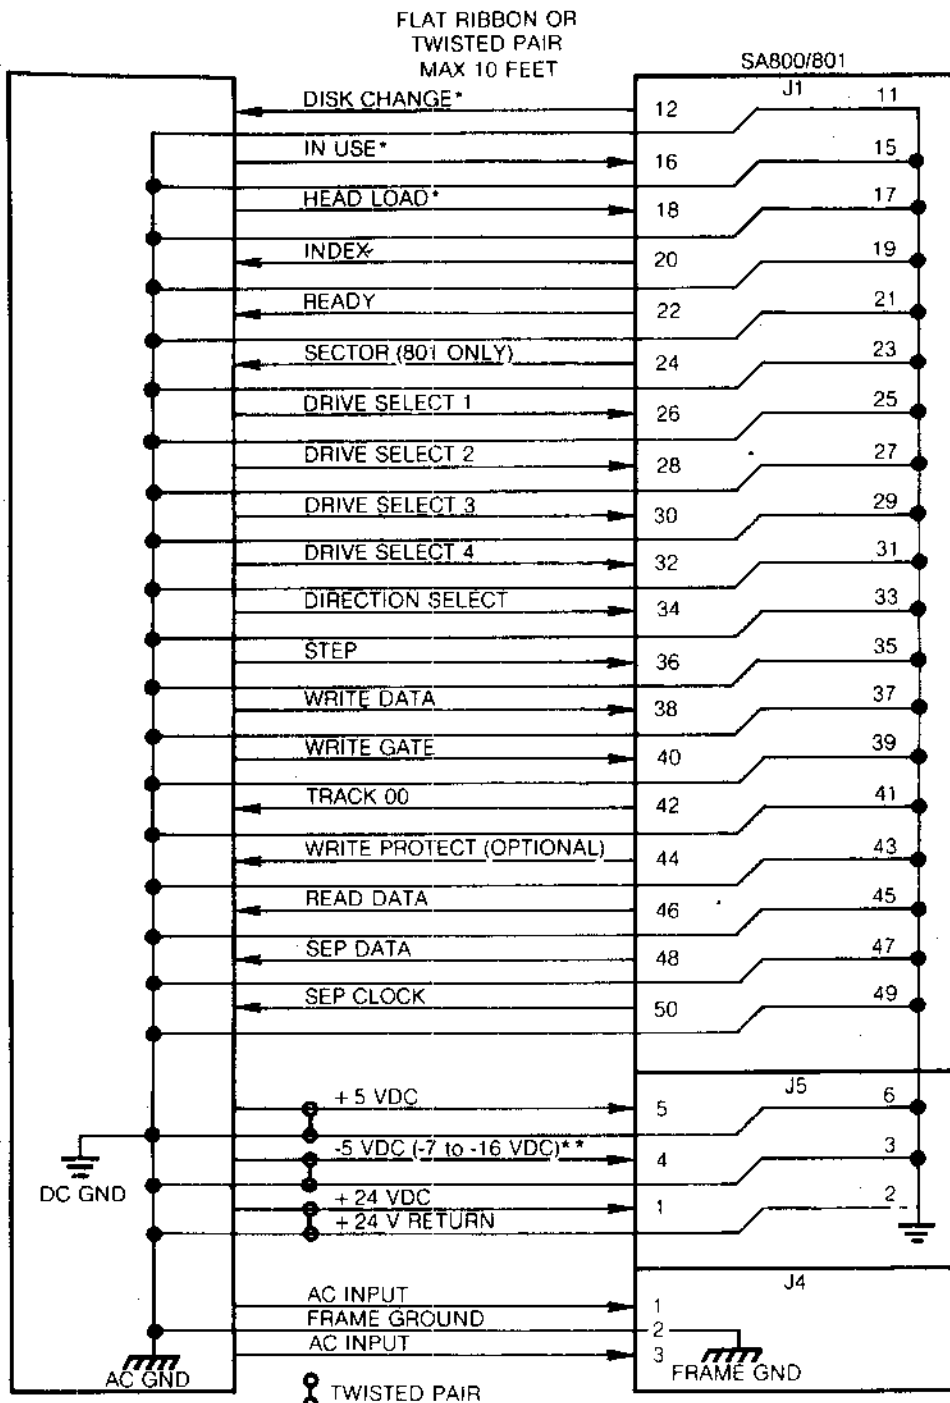 FLAT RIBBON OR
TWISTED PAIR
MAX 10 FEET
SA800/801
J1
DISK CHANGE* 12 11
IN USE* 16 15
HEAD LOAD* 18 17
INDEX 20 19
READY 22 21
SECTOR (801 ONLY) 24 23
DRIVE SELECT 1 26 25
DRIVE SELECT 2 28 27
DRIVE SELECT 3 30 29
DRIVE SELECT 4 32 31
DIRECTION SELECT 34 33
STEP 36 35
WRITE DATA 38 37
WRITE GATE 40 39
TRACK 00 42 41
WRITE PROTECT (OPTIONAL) 44 43
READ DATA 46 45
SEP DATA 48 47
SEP CLOCK 50 49
J5
+ 5 VDC 5 6
-5 VDC (-7 to -16 VDC)** 4 3
DC GND
+ 24 VDC 1 2
+ 24 V RETURN
J4
AC INPUT 1
FRAME GROUND 2
AC INPUT 3
AC GND
FRAME GND
TWISTED PAIR